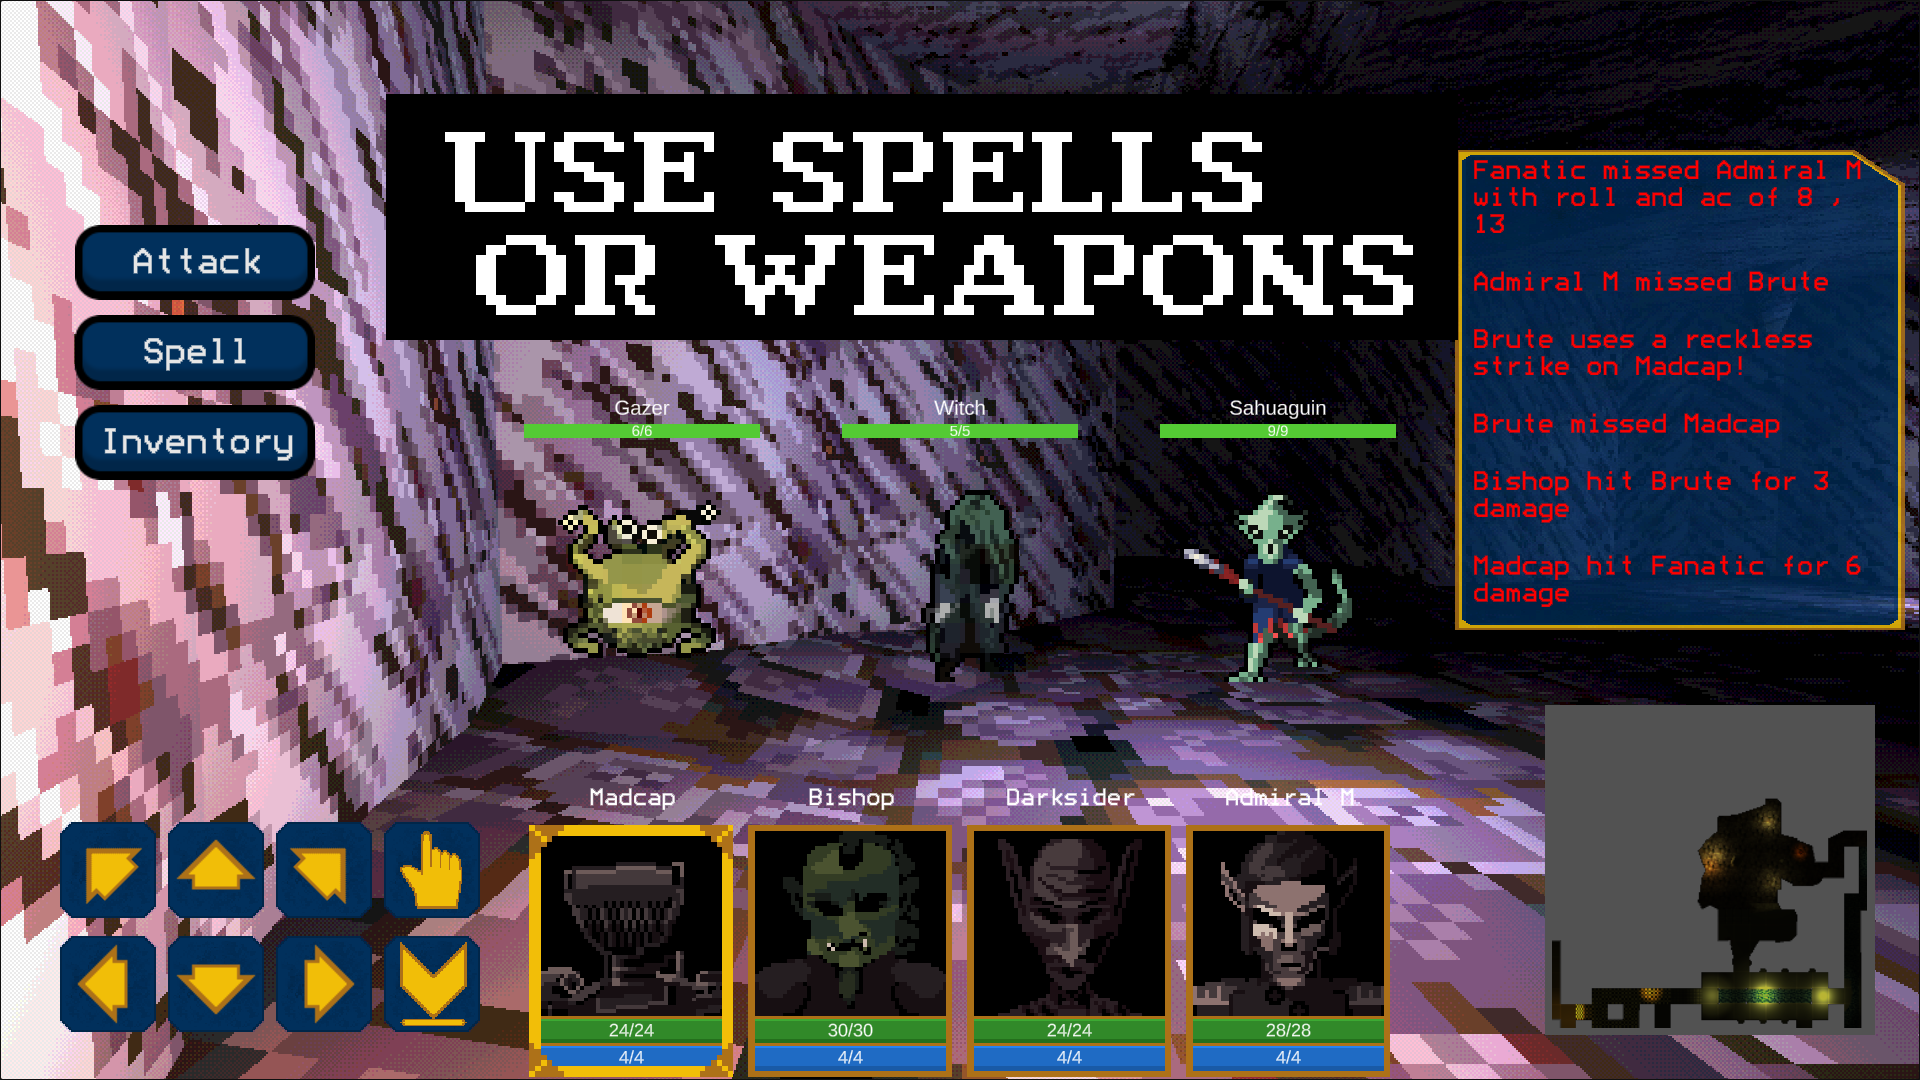 USE SPELLS
OR WEAPONS
Attack
Spell
Inventory
Gazer
6/6
Witch
5/5
Sahuaguin
9/9
Fanatic missed Admiral M
with roll and ac of 8 ,
13
Admiral M missed Brute
Brute uses a reckless
strike on Madcap!
Brute missed Madcap
Bishop hit Brute for 3
damage
Madcap hit Fanatic for 6
damage
Madcap
24/24
4/4
Bishop
30/30
4/4
Darksider
24/24
4/4
Admiral M
28/28
4/4